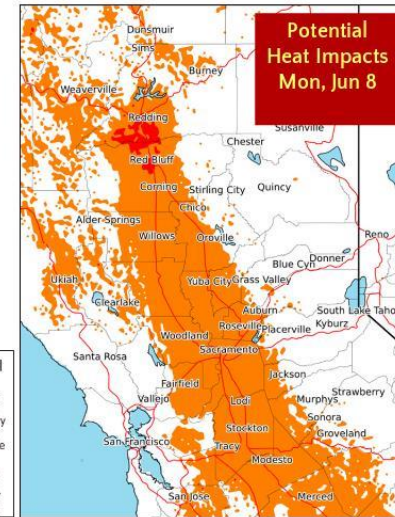 Potential
Heat Impacts
Mon, Jun 8
Dunsmuir
Sims
Burney
Weaverville
Redding
Susanville
Chester
Red Bluff
Corning
Stirling City
Quincy
Chico
Alder Springs
Willows
Oroville
Reno
Donner
Blue Cyn
Ukiah
Yuba City
Grass Valley
Clearlake
Auburn
South Lake Taho
Roseville
Placerville
Kyburz
Woodland
Sacramento
Santa Rosa
Jackson
Fairfield
Strawberry
Vallejo
Lodi
Murphys
Sonora
Stockton
Groveland
San Francisco
Tracy
Modesto
San Jose
Merced